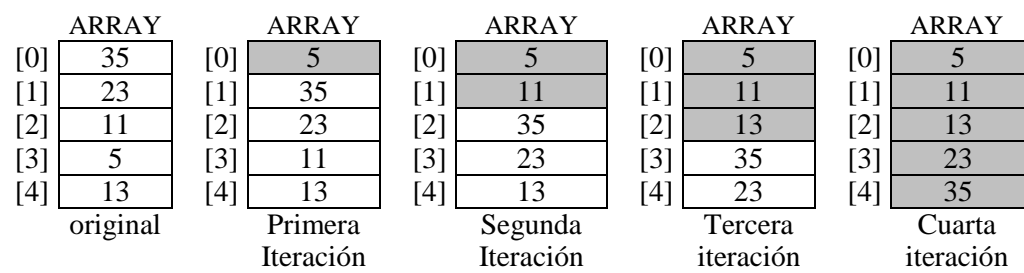 ARRAY ARRAY ARRAY ARRAY ARRAY
[0] 35 [0] 5 [0] 5 [0] 5 [0] 5
[1] 23 [1] 35 [1] 11 [1] 11 [1] 11
[2] 11 [2] 23 [2] 35 [2] 13 [2] 13
[3] 5 [3] 11 [3] 23 [3] 35 [3] 23
[4] 13 [4] 13 [4] 13 [4] 23 [4] 35
original Primera Segunda Tercera Cuarta
Iteración Iteración iteración iteración